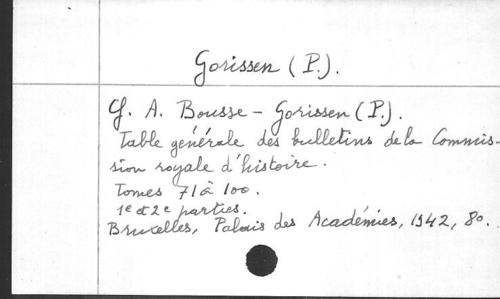 Gorissen (P.).
Cf. A. Bousse - Gorissen (P.).
Table générale des bulletins de la Commis-
sion royale d'histoire.
Tomes 71 à 100.
1e et 2e parties.
Bruxelles, Palais des Académies, 1942, 8o.